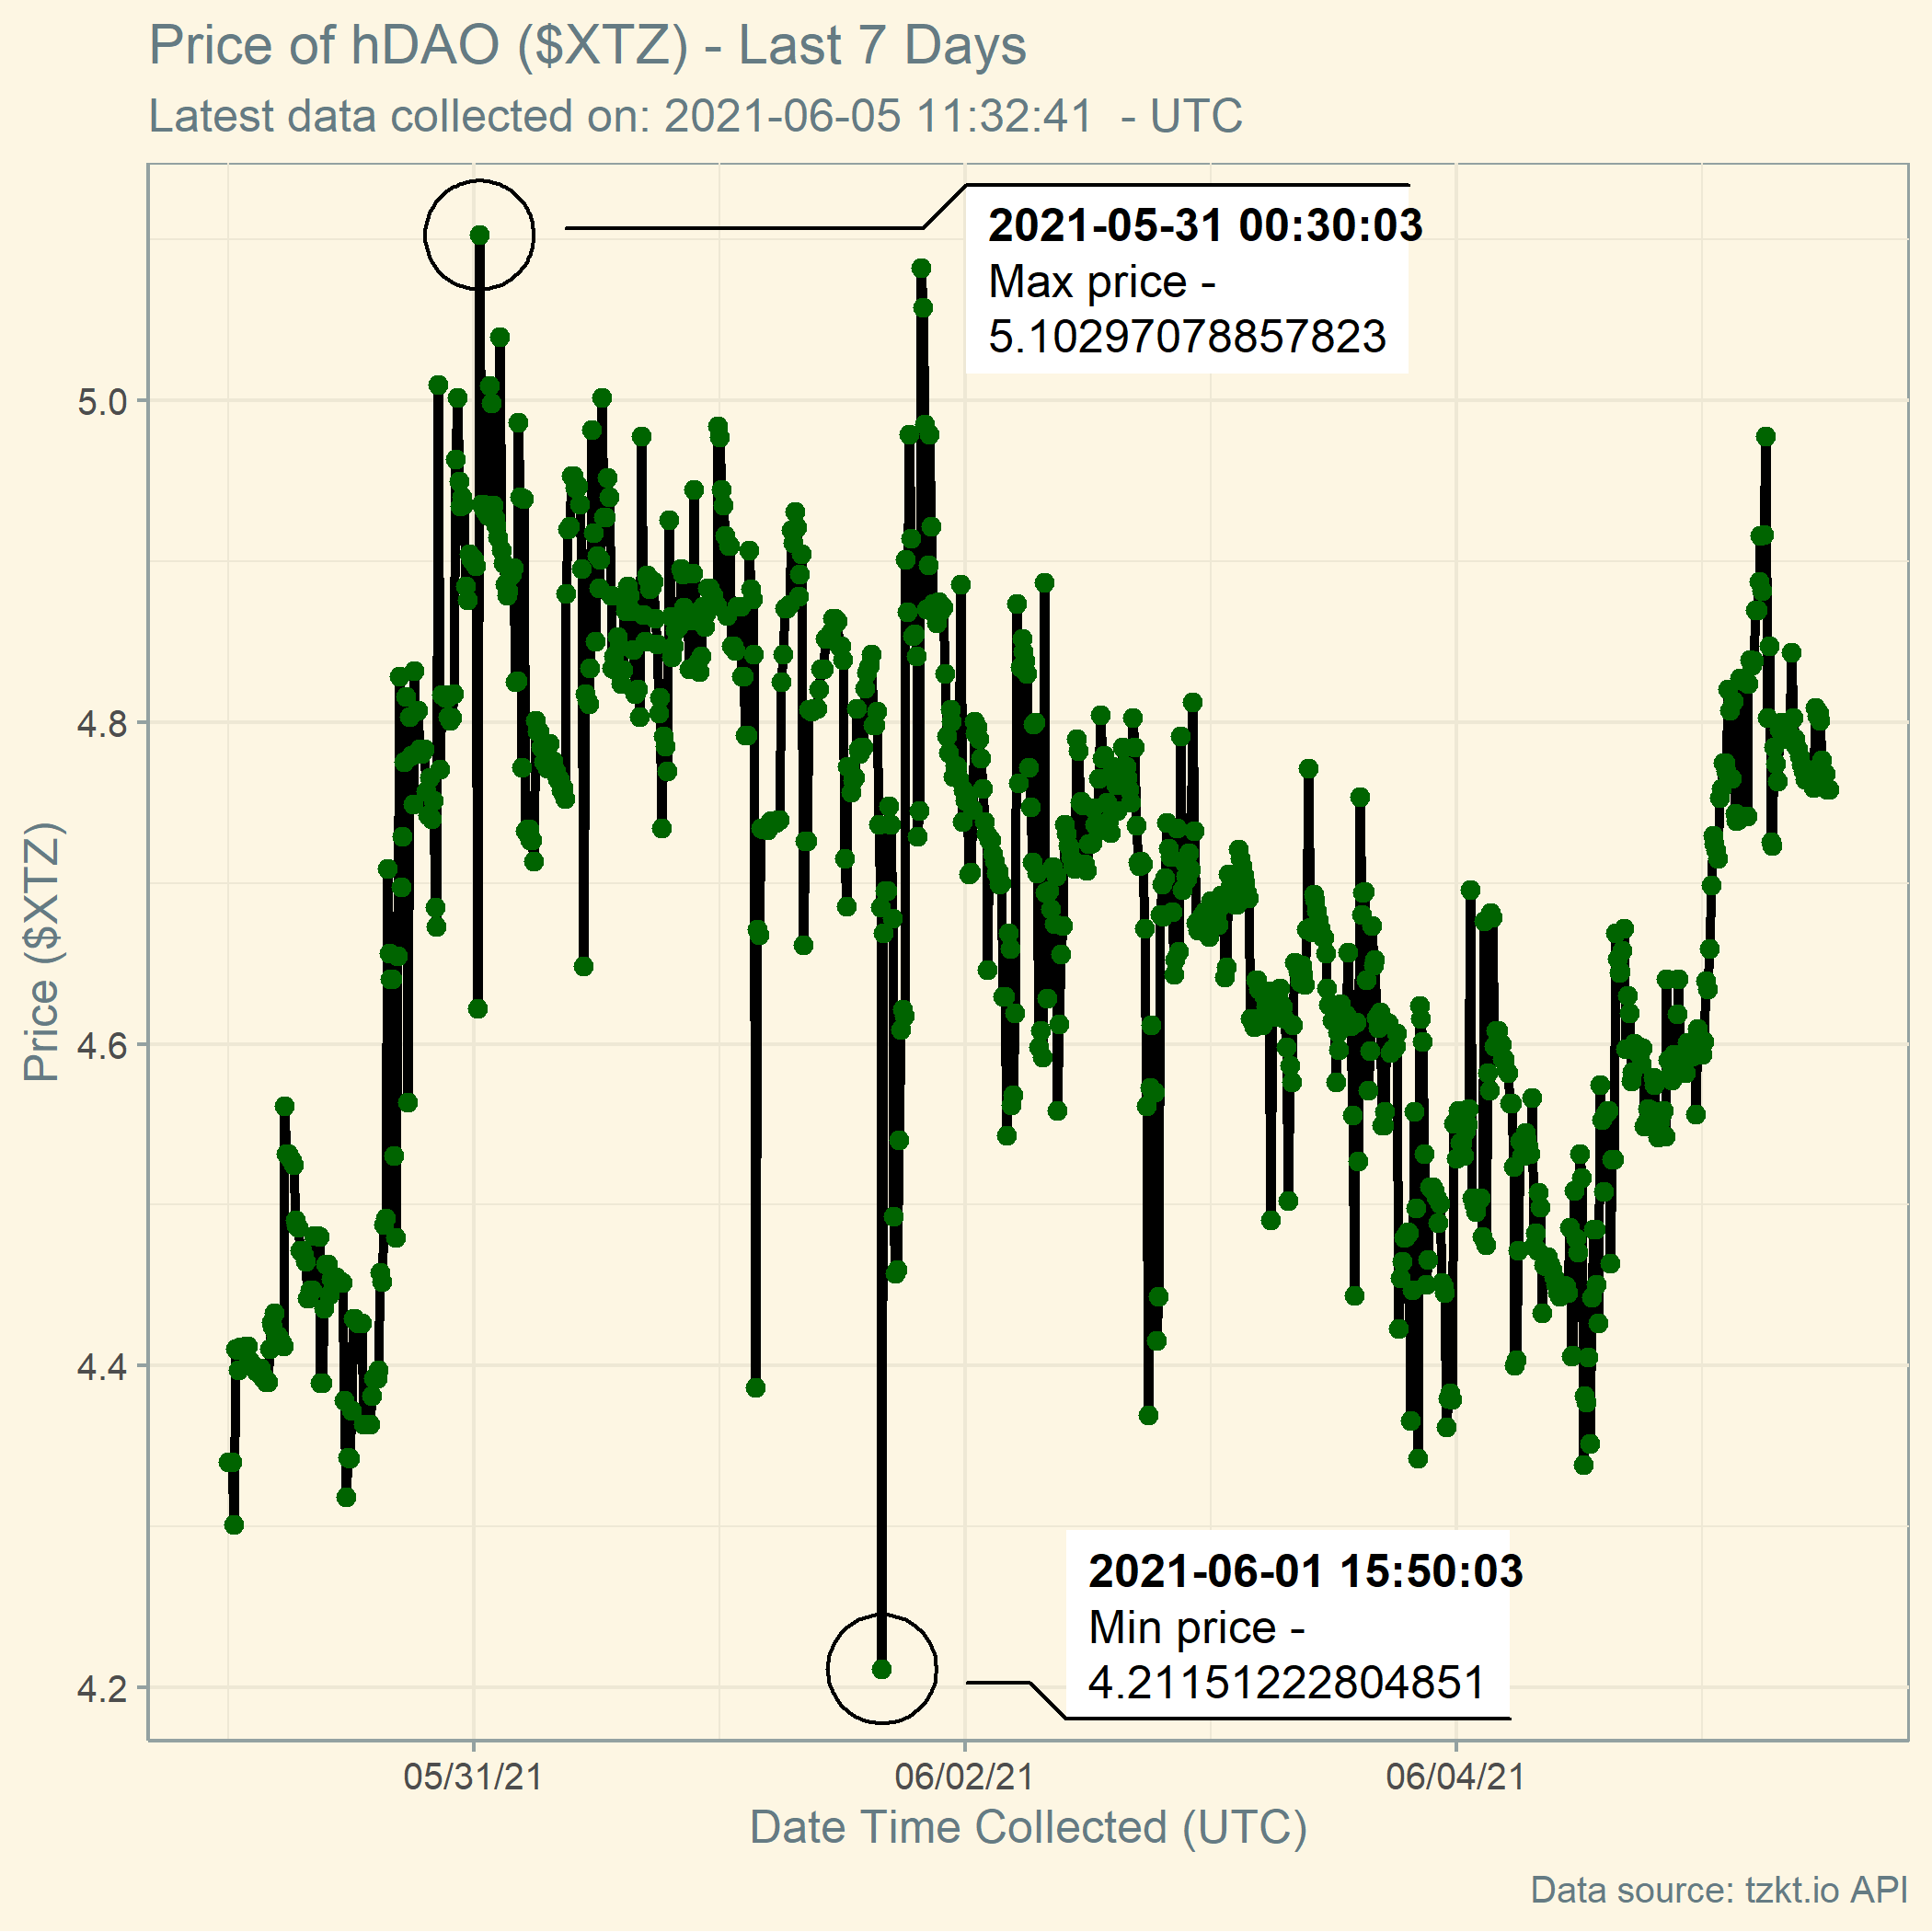 Price of hDAO ($XTZ) - Last 7 Days
Latest data collected on: 2021-06-05 11:32:41  - UTC
2021-05-31 00:30:03
Max price -
5.10297078857823
5.0
4.8
4.6
4.4
4.2
Price ($XTZ)
2021-06-01 15:50:03
Min price -
4.21151222804851
05/31/21
06/02/21
06/04/21
Date Time Collected (UTC)
Data source: tzkt.io API